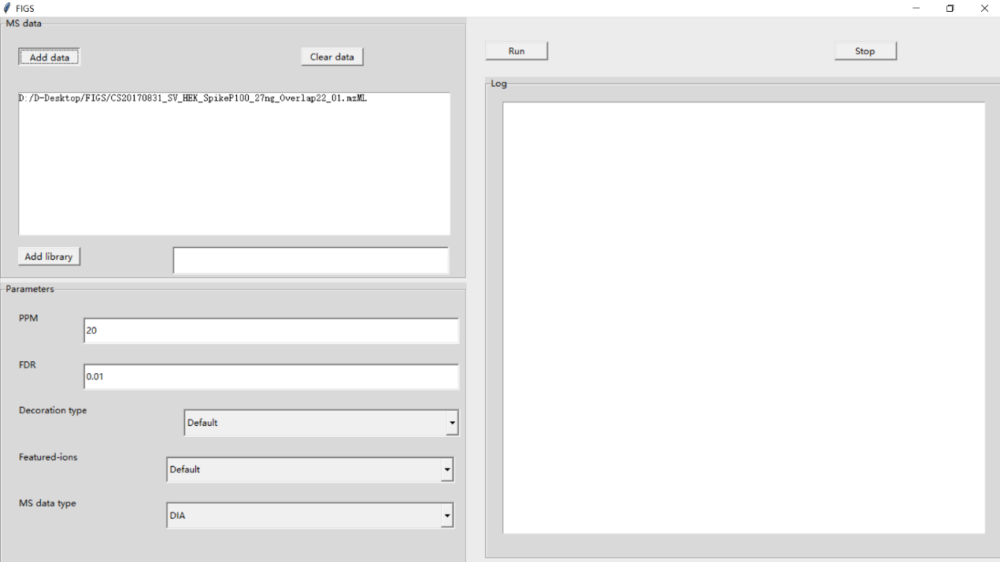 FIGS
MS data
Add data
Clear data
D:/D-Desktop/FIGS/CS20170831_SV_HEK_SpikeP100_27ng_Overlap22_01.mzML
Add library
Parameters
PPM
20
FDR
0.01
Decoration type
Default
Featured-ions
Default
MS data type
DIA
Run
Stop
Log